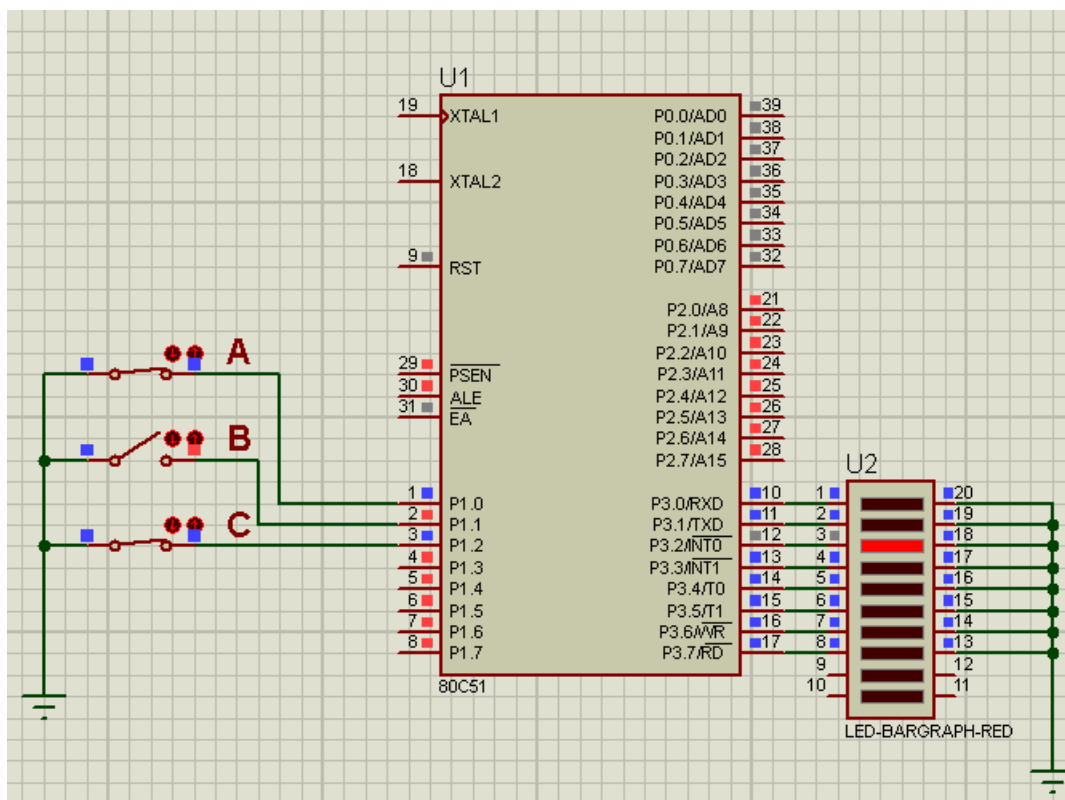 U1
19 XTAL1
18 XTAL2
9 RST
29 PSEN
30 ALE
31 EA
1 P1.0
2 P1.1
3 P1.2
4 P1.3
5 P1.4
6 P1.5
7 P1.6
8 P1.7
P0.0/AD0 39
P0.1/AD1 38
P0.2/AD2 37
P0.3/AD3 36
P0.4/AD4 35
P0.5/AD5 34
P0.6/AD6 33
P0.7/AD7 32
P2.0/A8 21
P2.1/A9 22
P2.2/A10 23
P2.3/A11 24
P2.4/A12 25
P2.5/A13 26
P2.6/A14 27
P2.7/A15 28
P3.0/RXD 10
P3.1/TXD 11
P3.2/INT0 12
P3.3/INT1 13
P3.4/T0 14
P3.5/T1 15
P3.6/WR 16
P3.7/RD 17
80C51
A
B
C
U2
1 20
2 19
3 18
4 17
5 16
6 15
7 14
8 13
9 12
10 11
LED-BARGRAPH-RED